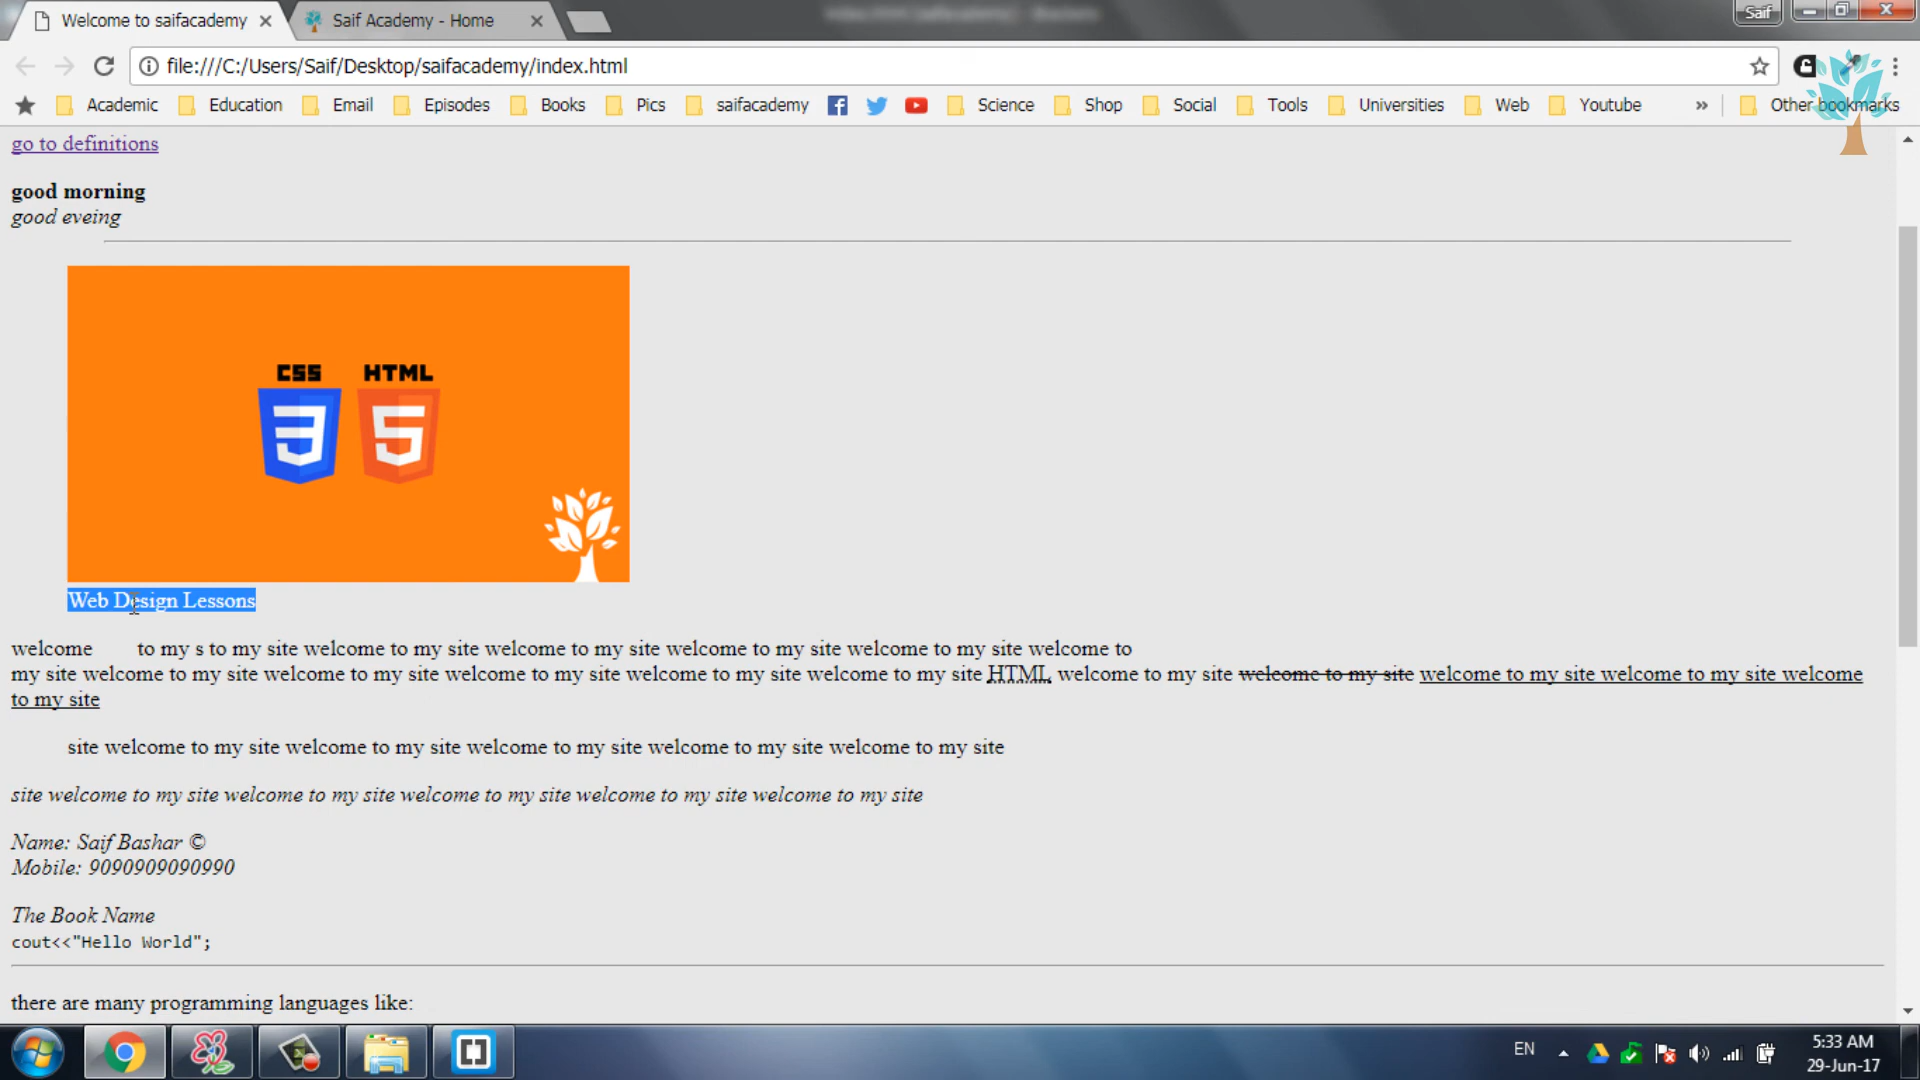 Welcome to saifacademy
Saif Academy - Home
Saif
file:///C:/Users/Saif/Desktop/saifacademy/index.html
Academic Education Email Episodes Books Pics saifacademy Science Shop Social Tools Universities Web Youtube » Other bookmarks
go to definitions
good morning
good eveing
CSS HTML
Web Design Lessons
welcome to my s to my site welcome to my site welcome to my site welcome to my site welcome to my site welcome to
my site welcome to my site welcome to my site welcome to my site welcome to my site welcome to my site HTML welcome to my site welcome to my site welcome to my site welcome to my site welcome
to my site
site welcome to my site welcome to my site welcome to my site welcome to my site welcome to my site
site welcome to my site welcome to my site welcome to my site welcome to my site welcome to my site
Name: Saif Bashar ©
Mobile: 9090909090990
The Book Name
cout<<"Hello World";
there are many programming languages like:
EN
5:33 AM
29-Jun-17